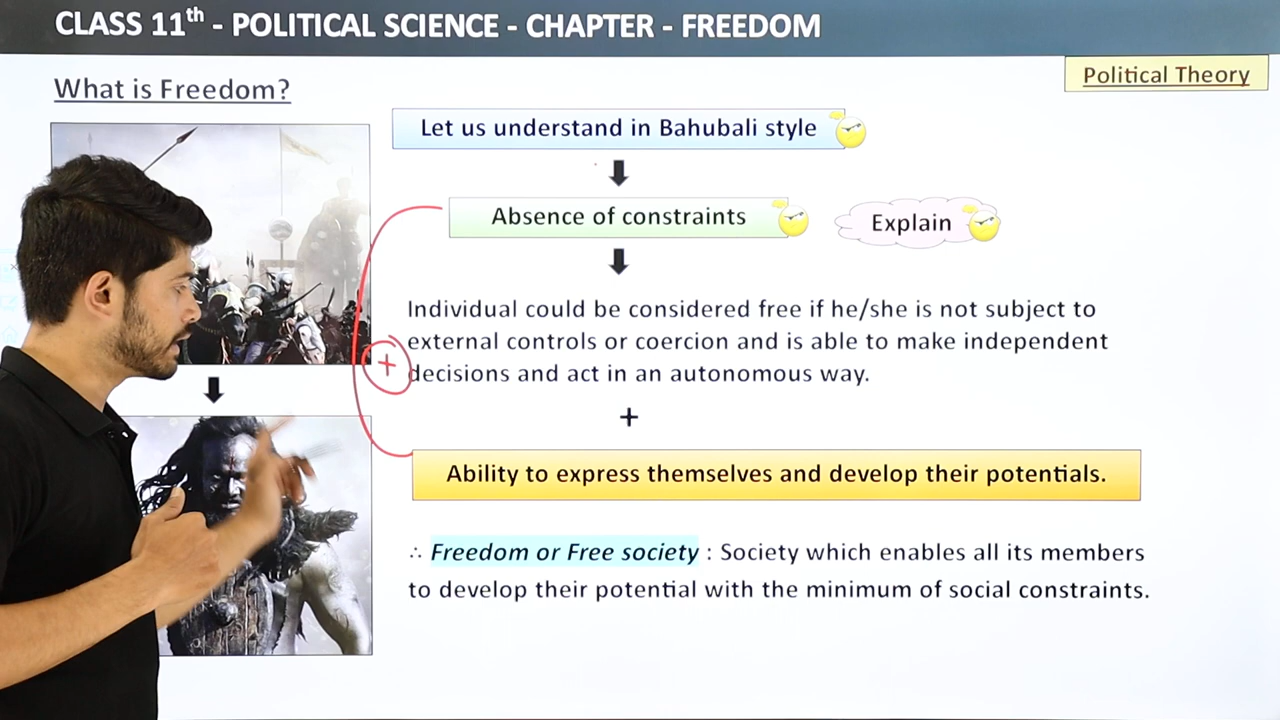 CLASS 11th - POLITICAL SCIENCE - CHAPTER - FREEDOM
Political Theory
What is Freedom?
Let us understand in Bahubali style
Absence of constraints
Explain
Individual could be considered free if he/she is not subject to
external controls or coercion and is able to make independent
decisions and act in an autonomous way.
+
+
Ability to express themselves and develop their potentials.
∴ Freedom or Free society : Society which enables all its members
to develop their potential with the minimum of social constraints.